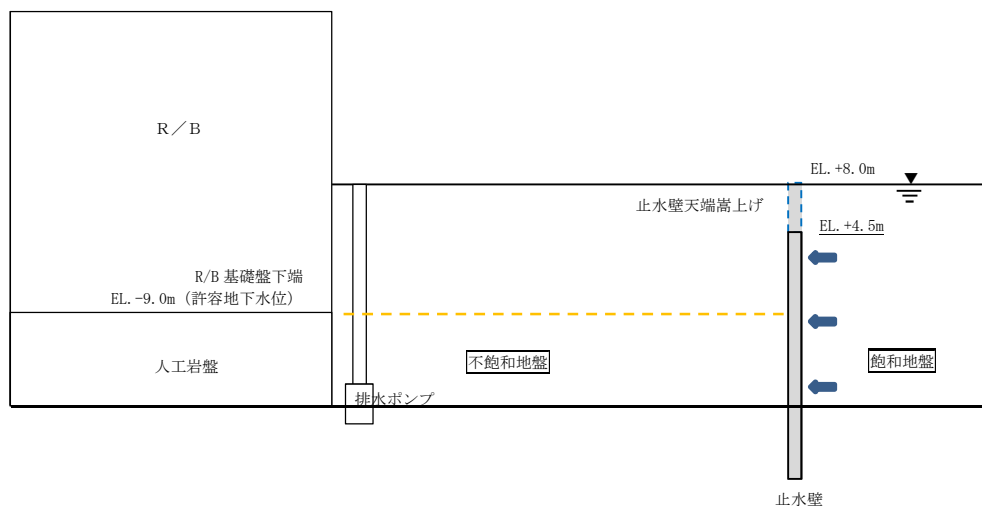 R／B
EL.+8.0m
止水壁天端嵩上げ
EL.+4.5m
R/B 基礎盤下端
EL.-9.0m（許容地下水位）
人工岩盤
不飽和地盤
飽和地盤
排水ポンプ
止水壁